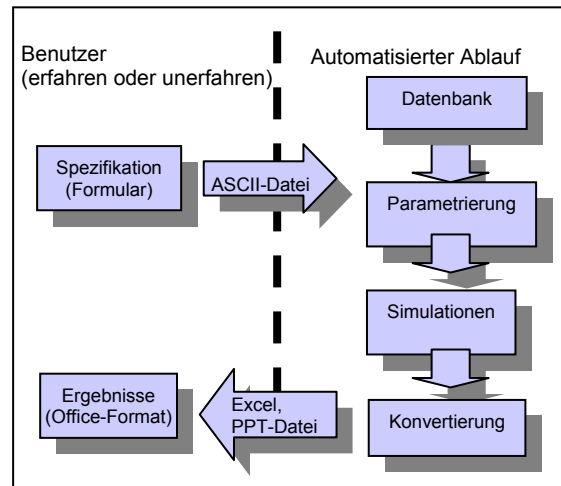 Benutzer
(erfahren oder unerfahren)
Automatisierter Ablauf
Datenbank
Spezifikation
(Formular)
ASCII-Datei
Parametrierung
Simulationen
Ergebnisse
(Office-Format)
Excel,
PPT-Datei
Konvertierung